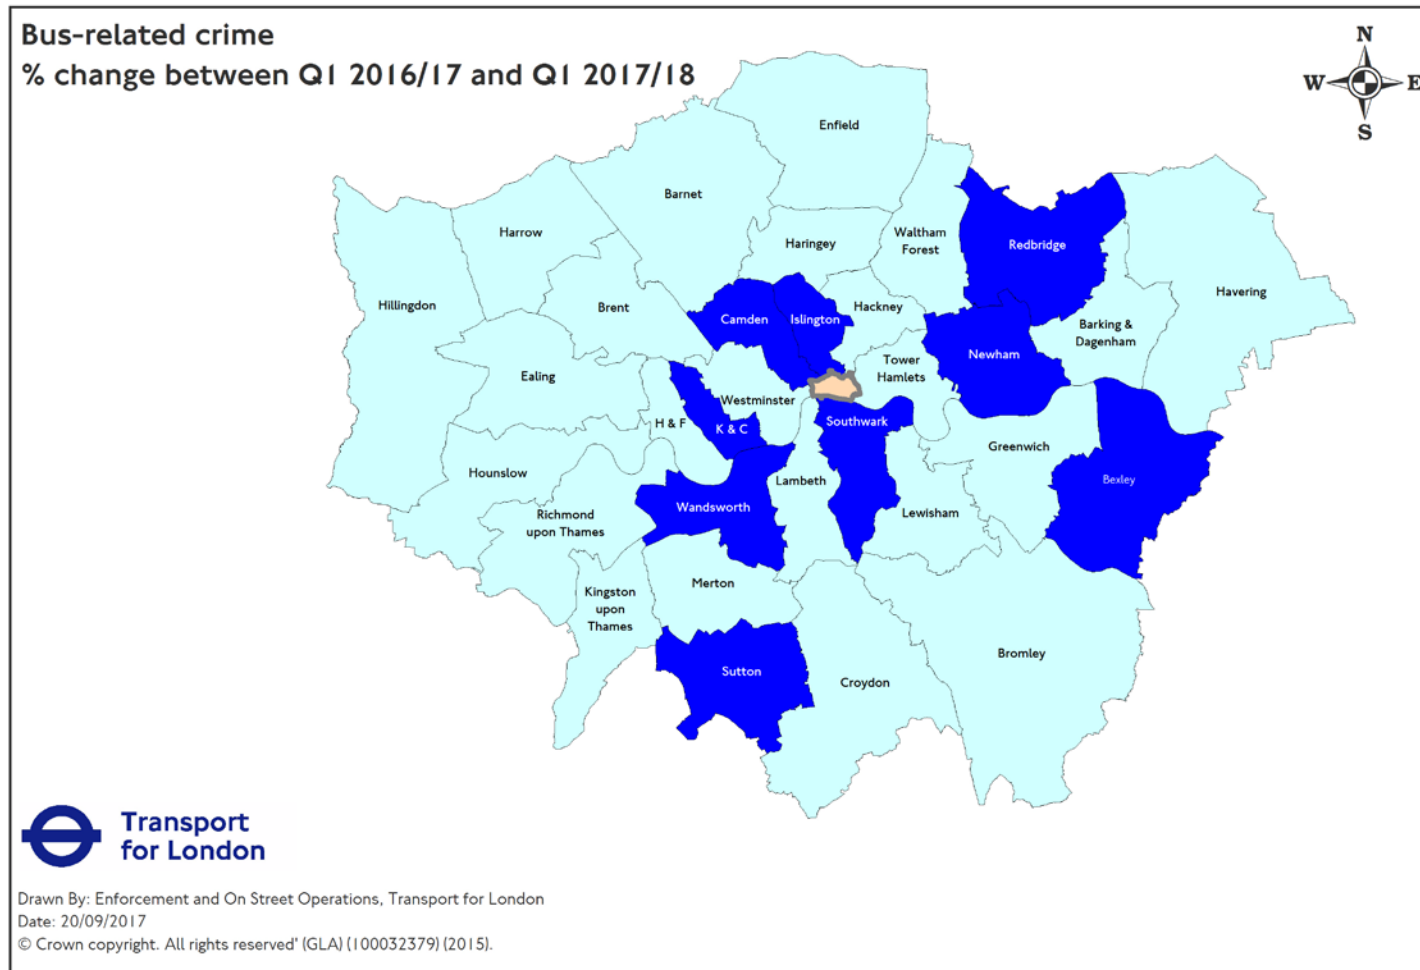 Bus-related crime
% change between Q1 2016/17 and Q1 2017/18
N
W E
S
Enfield
Barnet
Harrow
Haringey
Waltham
Forest
Redbridge
Hillingdon
Brent
Camden
Islington
Hackney
Havering
Barking &
Dagenham
Newham
Tower
Hamlets
Ealing
Westminster
H & F
K & C
Southwark
Greenwich
Hounslow
Lambeth
Bexley
Wandsworth
Lewisham
Richmond
upon Thames
Merton
Kingston
upon
Thames
Sutton
Croydon
Bromley
Transport
for London
Drawn By: Enforcement and On Street Operations, Transport for London
Date: 20/09/2017
© Crown copyright. All rights reserved' (GLA) (100032379) (2015).